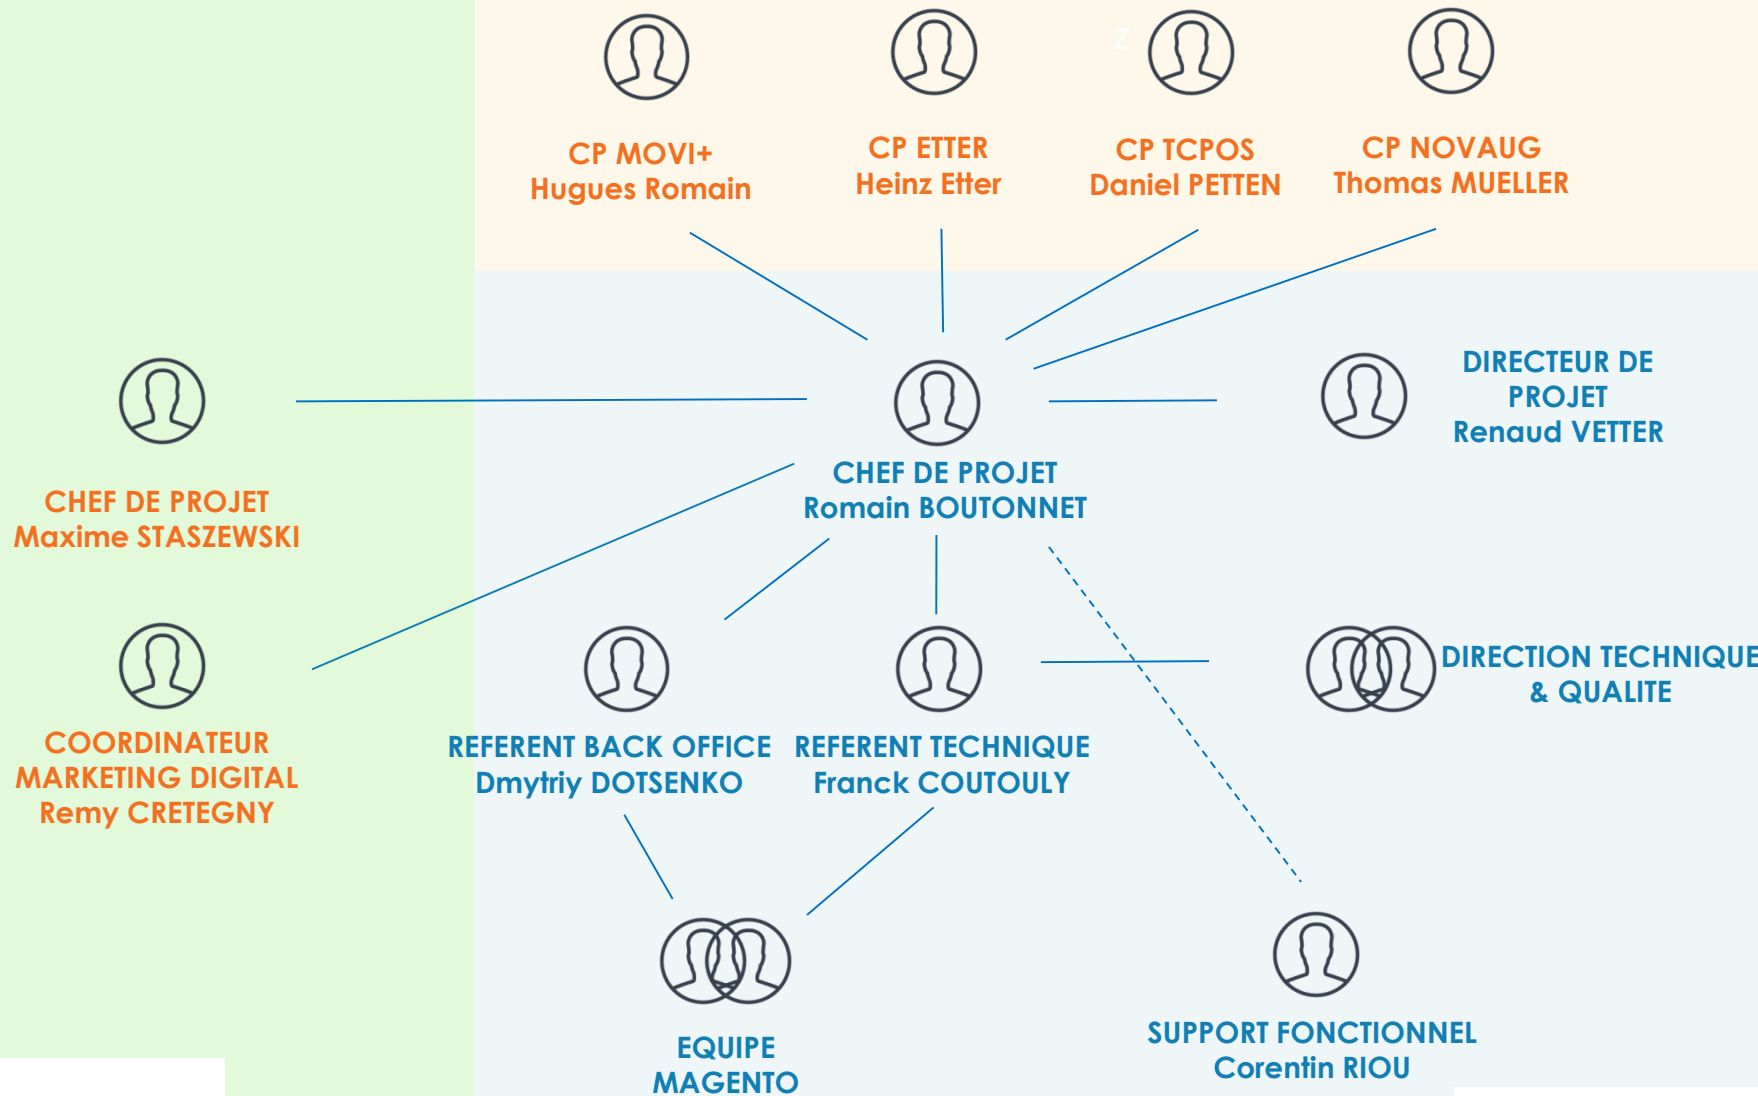 Z
CP MOVI+
Hugues Romain
CP ETTER
Heinz Etter
CP TCPOS
Daniel PETTEN
CP NOVAUG
Thomas MUELLER
CHEF DE PROJET
Maxime STASZEWSKI
CHEF DE PROJET
Romain BOUTONNET
DIRECTEUR DE
PROJET
Renaud VETTER
COORDINATEUR
MARKETING DIGITAL
Remy CRETEGNY
REFERENT BACK OFFICE
Dmytriy DOTSENKO
REFERENT TECHNIQUE
Franck COUTOULY
DIRECTION TECHNIQUE
& QUALITE
EQUIPE
MAGENTO
SUPPORT FONCTIONNEL
Corentin RIOU